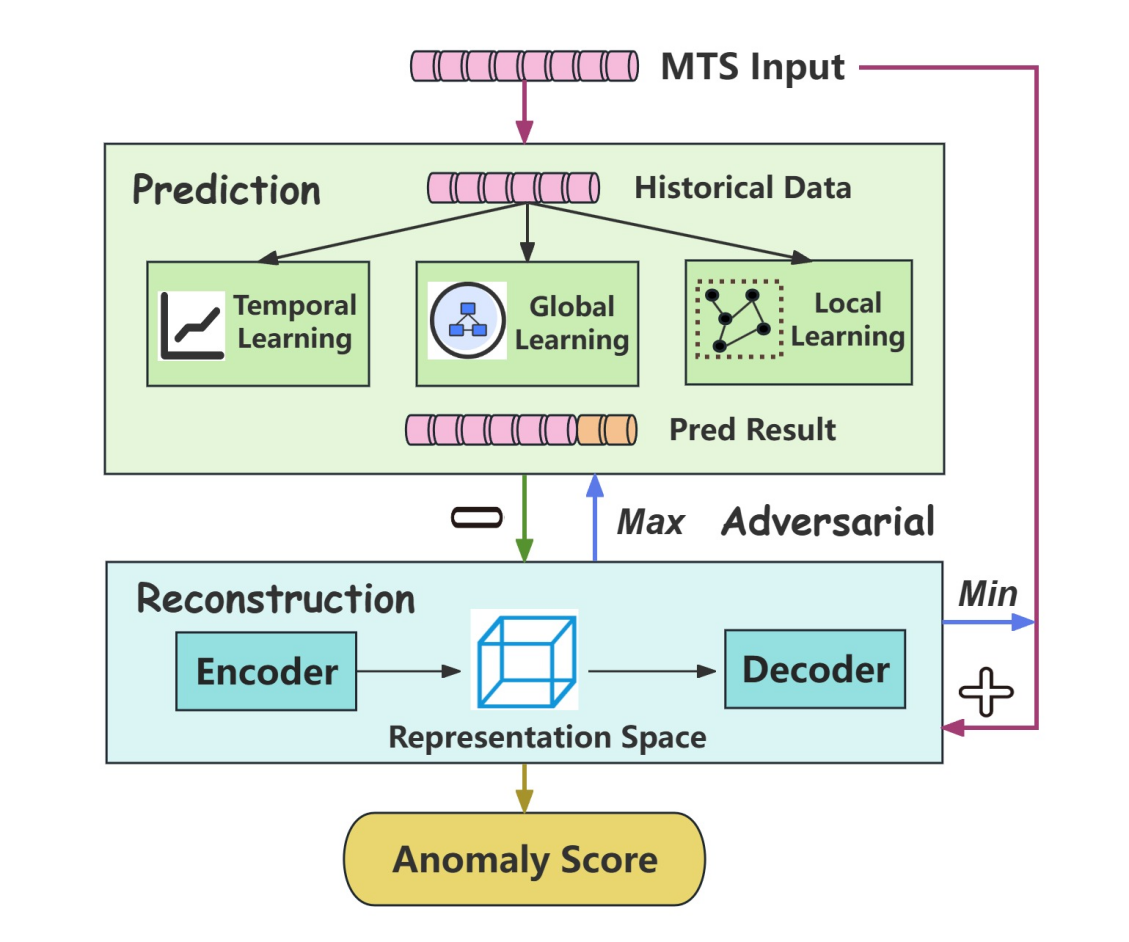 MTS Input
Prediction
Historical Data
Temporal
Learning
Global
Learning
Local
Learning
Pred Result
Max
Adversarial
Reconstruction
Min
Encoder
Decoder
Representation Space
Anomaly Score